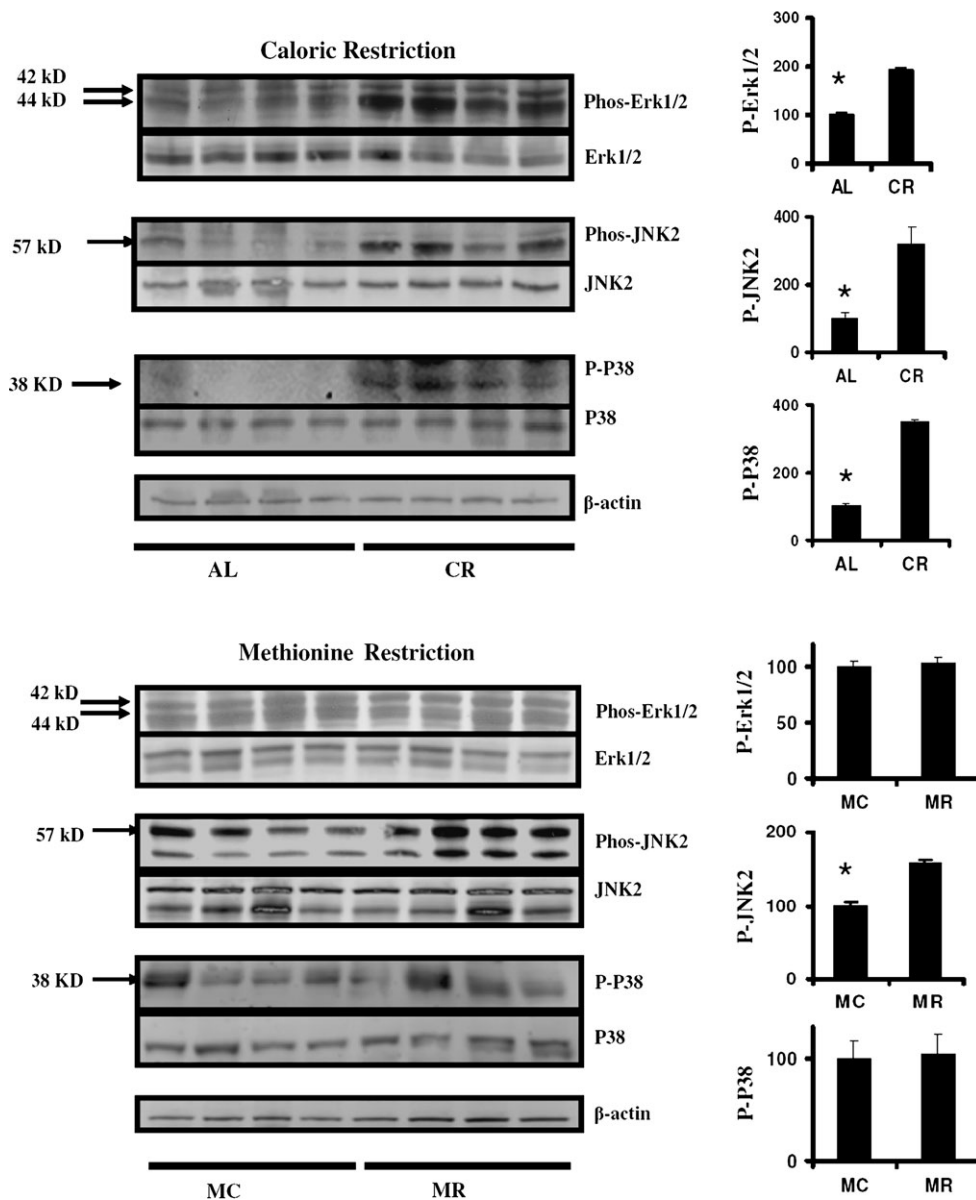 Caloric Restriction
42 kD
44 kD
Phos-Erk1/2
Erk1/2
57 kD
Phos-JNK2
JNK2
38 KD
P-P38
P38
β-actin
AL
CR
P-Erk1/2
300
200
100
0
*
AL
CR
P-JNK2
400
200
0
*
AL
CR
P-P38
400
200
0
*
AL
CR
Methionine Restriction
42 kD
44 kD
Phos-Erk1/2
Erk1/2
57 kD
Phos-JNK2
JNK2
38 KD
P-P38
P38
β-actin
MC
MR
P-Erk1/2
100
50
0
MC
MR
P-JNK2
200
100
0
*
MC
MR
P-P38
100
0
MC
MR